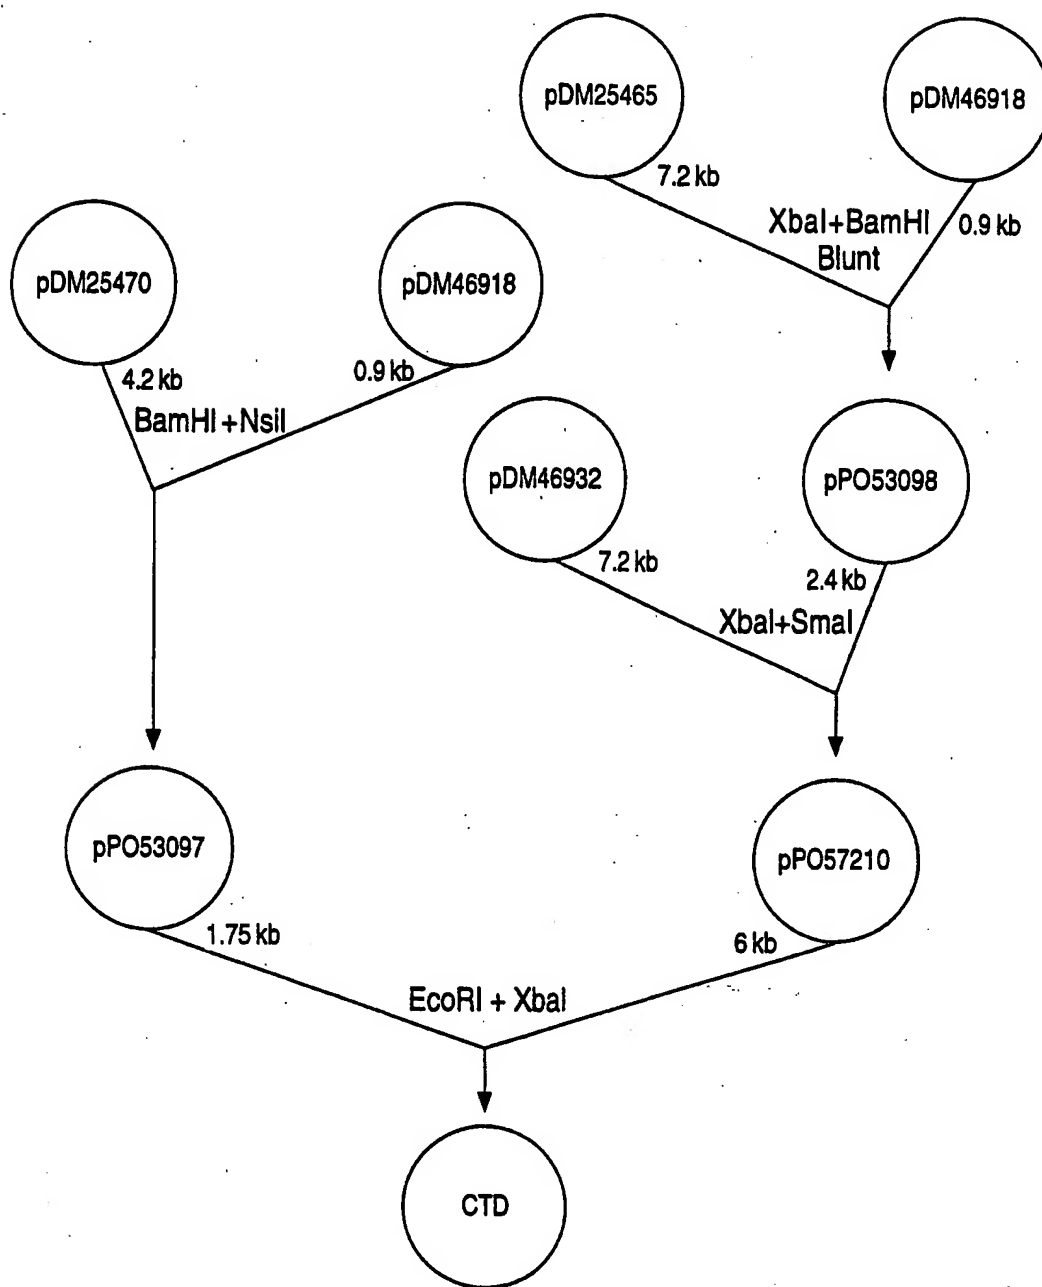 pDM25465
pDM46918
7.2 kb
XbaI+BamHI
Blunt
0.9 kb
pDM25470
pDM46918
4.2 kb
0.9 kb
BamHI +NsiI
pDM46932
pPO53098
7.2 kb
2.4 kb
XbaI+SmaI
pPO53097
pPO57210
1.75 kb
6 kb
EcoRI + XbaI
CTD